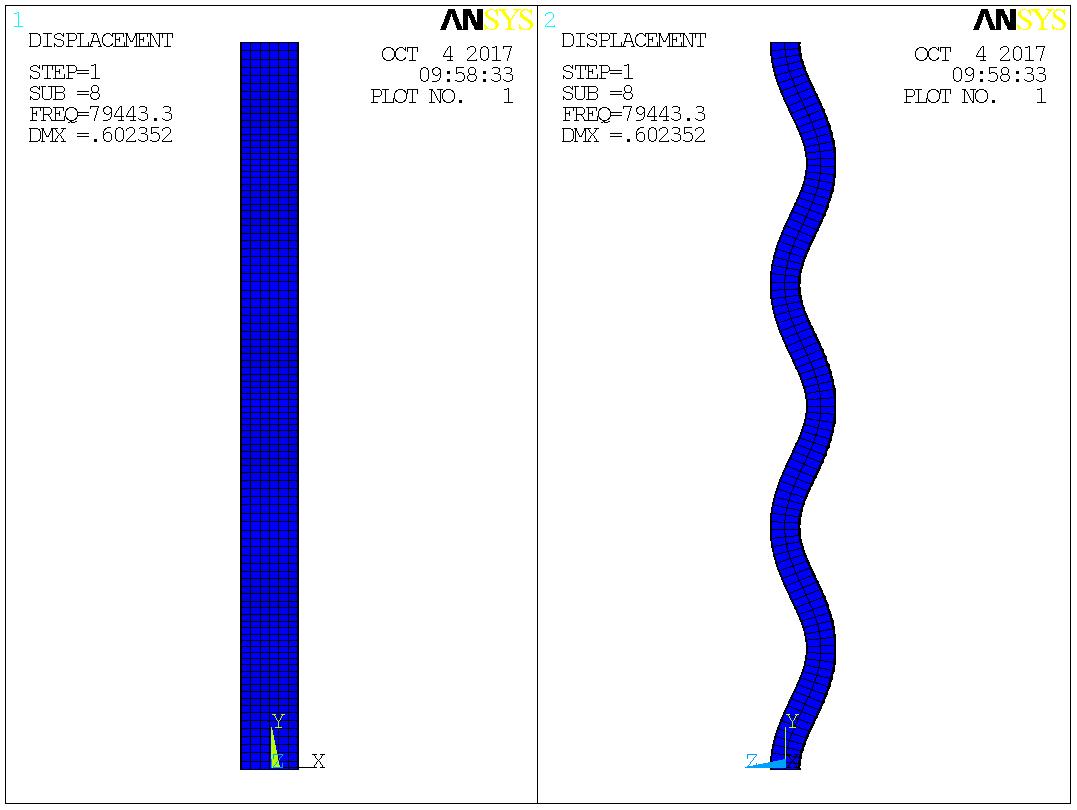 1
ANSYS
DISPLACEMENT
STEP=1
SUB =8
FREQ=79443.3
DMX =.602352
OCT  4 2017
09:58:33
PLOT NO.   1
Y
Z
X
2
ANSYS
DISPLACEMENT
STEP=1
SUB =8
FREQ=79443.3
DMX =.602352
OCT  4 2017
09:58:33
PLOT NO.   1
Y
Z
X